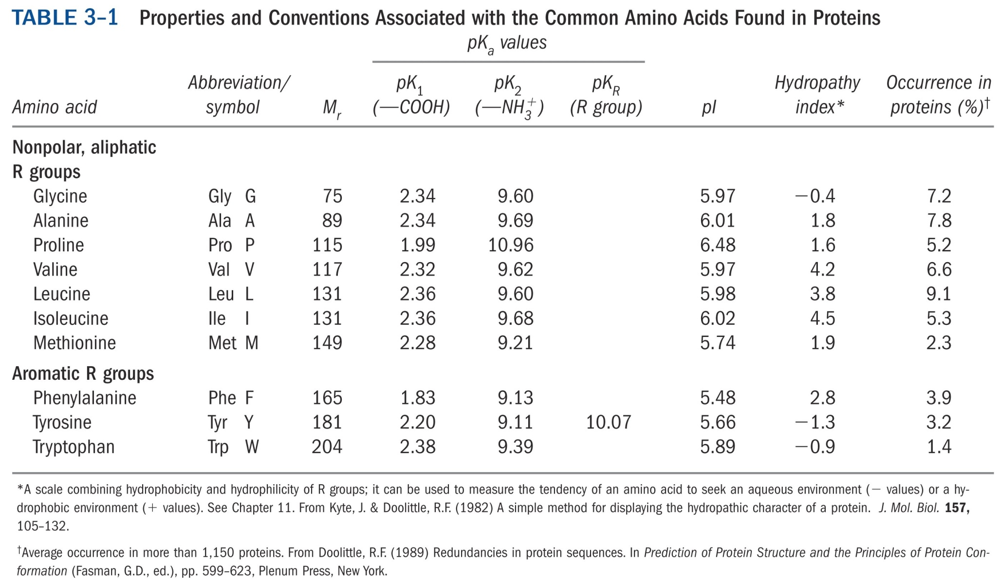 TABLE 3–1 Properties and Conventions Associated with the Common Amino Acids Found in Proteins
pKa values
Abbreviation/ pK1 pK2 pKR Hydropathy Occurrence in
Amino acid symbol Mr (—COOH) (—NH3+) (R group) pI index* proteins (%)†
Nonpolar, aliphatic
R groups
Glycine Gly G 75 2.34 9.60 5.97 −0.4 7.2
Alanine Ala A 89 2.34 9.69 6.01 1.8 7.8
Proline Pro P 115 1.99 10.96 6.48 1.6 5.2
Valine Val V 117 2.32 9.62 5.97 4.2 6.6
Leucine Leu L 131 2.36 9.60 5.98 3.8 9.1
Isoleucine Ile I 131 2.36 9.68 6.02 4.5 5.3
Methionine Met M 149 2.28 9.21 5.74 1.9 2.3
Aromatic R groups
Phenylalanine Phe F 165 1.83 9.13 5.48 2.8 3.9
Tyrosine Tyr Y 181 2.20 9.11 10.07 5.66 −1.3 3.2
Tryptophan Trp W 204 2.38 9.39 5.89 −0.9 1.4
*A scale combining hydrophobicity and hydrophilicity of R groups; it can be used to measure the tendency of an amino acid to seek an aqueous environment (− values) or a hy-
drophobic environment (+ values). See Chapter 11. From Kyte, J. & Doolittle, R.F. (1982) A simple method for displaying the hydropathic character of a protein. J. Mol. Biol. 157,
105–132.
†Average occurrence in more than 1,150 proteins. From Doolittle, R.F. (1989) Redundancies in protein sequences. In Prediction of Protein Structure and the Principles of Protein Con-
formation (Fasman, G.D., ed.), pp. 599–623, Plenum Press, New York.